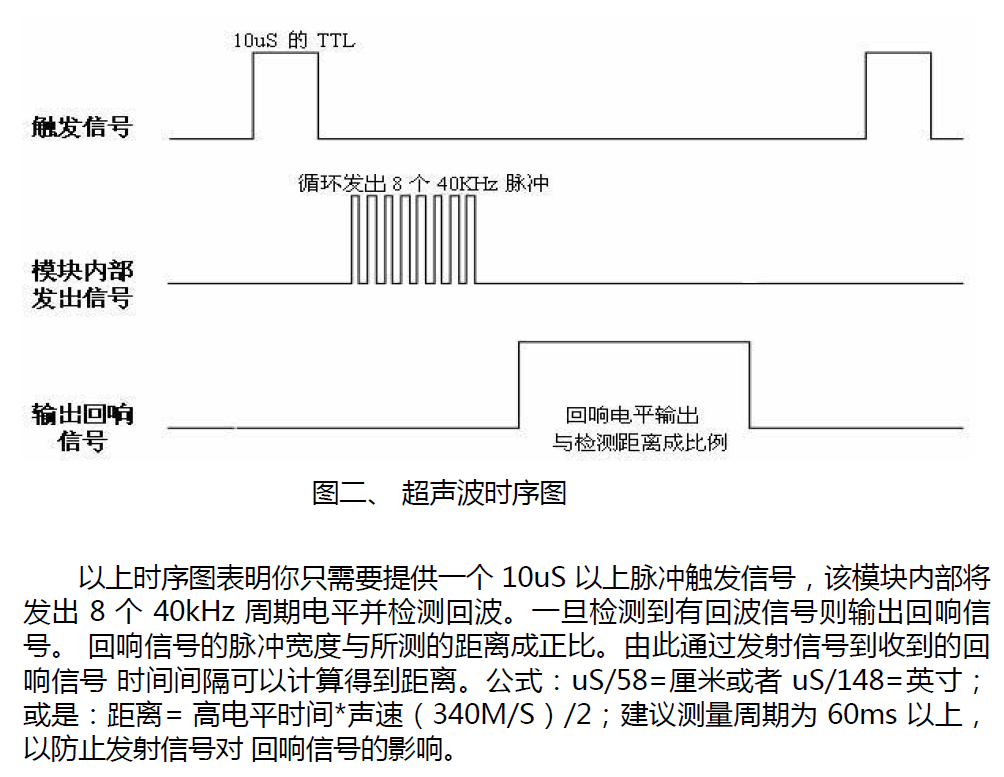 10uS 的 TTL
触发信号
循环发出 8 个 40KHz 脉冲
模块内部
发出信号
输出回响
信号
回响电平输出
与检测距离成比例
图二、 超声波时序图
以上时序图表明你只需要提供一个 10uS 以上脉冲触发信号，该模块内部将
发出 8 个 40kHz 周期电平并检测回波。一旦检测到有回波信号则输出回响信
号。 回响信号的脉冲宽度与所测的距离成正比。由此通过发射信号到收到的回
响信号 时间间隔可以计算得到距离。公式：uS/58=厘米或者 uS/148=英寸；
或是：距离= 高电平时间*声速（340M/S）/2；建议测量周期为 60ms 以上，
以防止发射信号对 回响信号的影响。